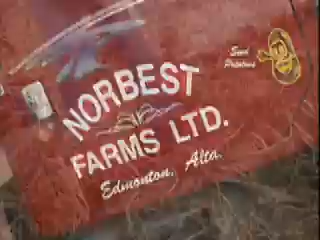 NORBEST
FARMS LTD.
Edmonton, Alta.
Seed
Potatoes